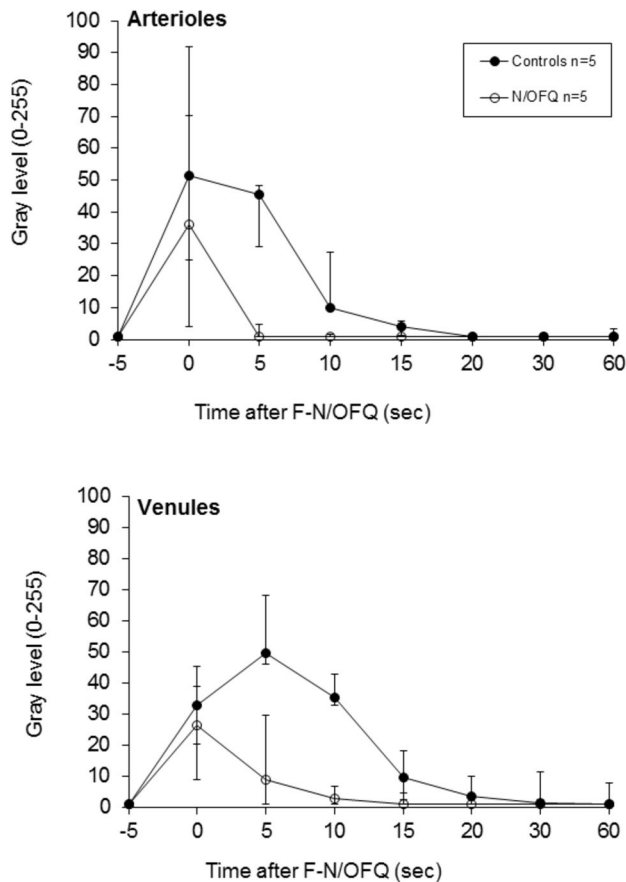 Arterioles
Gray level (0-255)
100
90
80
70
60
50
40
30
20
10
0
-5 0 5 10 15 20 30 60
Time after F-N/OFQ (sec)
Controls n=5
N/OFQ n=5
Venules
Gray level (0-255)
100
90
80
70
60
50
40
30
20
10
0
-5 0 5 10 15 20 30 60
Time after F-N/OFQ (sec)